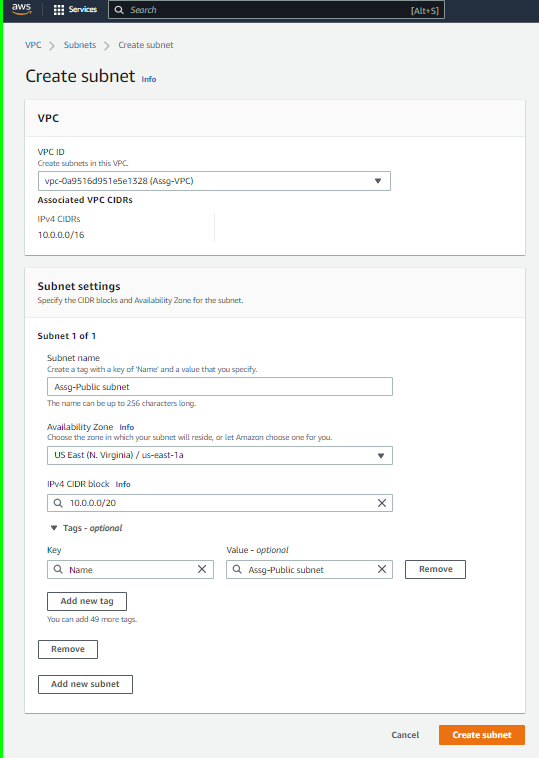 aws Services Search [Alt+S]
VPC > Subnets > Create subnet
Create subnet Info
VPC
VPC ID
Create subnets in this VPC.
vpc-0a9516d951e5e1328 (Assg-VPC)
Associated VPC CIDRs
IPv4 CIDRs
10.0.0.0/16
Subnet settings
Specify the CIDR blocks and Availability Zone for the subnet.
Subnet 1 of 1
Subnet name
Create a tag with a key of 'Name' and a value that you specify.
Assg-Public subnet
The name can be up to 256 characters long.
Availability Zone Info
Choose the zone in which your subnet will reside, or let Amazon choose one for you.
US East (N. Virginia) / us-east-1a
IPv4 CIDR block Info
10.0.0.0/20
Tags - optional
Key Value - optional
Name Assg-Public subnet Remove
Add new tag
You can add 49 more tags.
Remove
Add new subnet
Cancel Create subnet